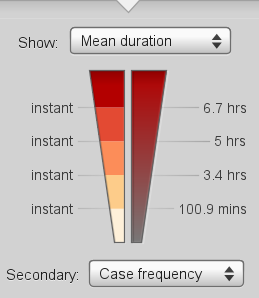 Show: Mean duration
instant 6.7 hrs
instant 5 hrs
instant 3.4 hrs
instant 100.9 mins
Secondary: Case frequency